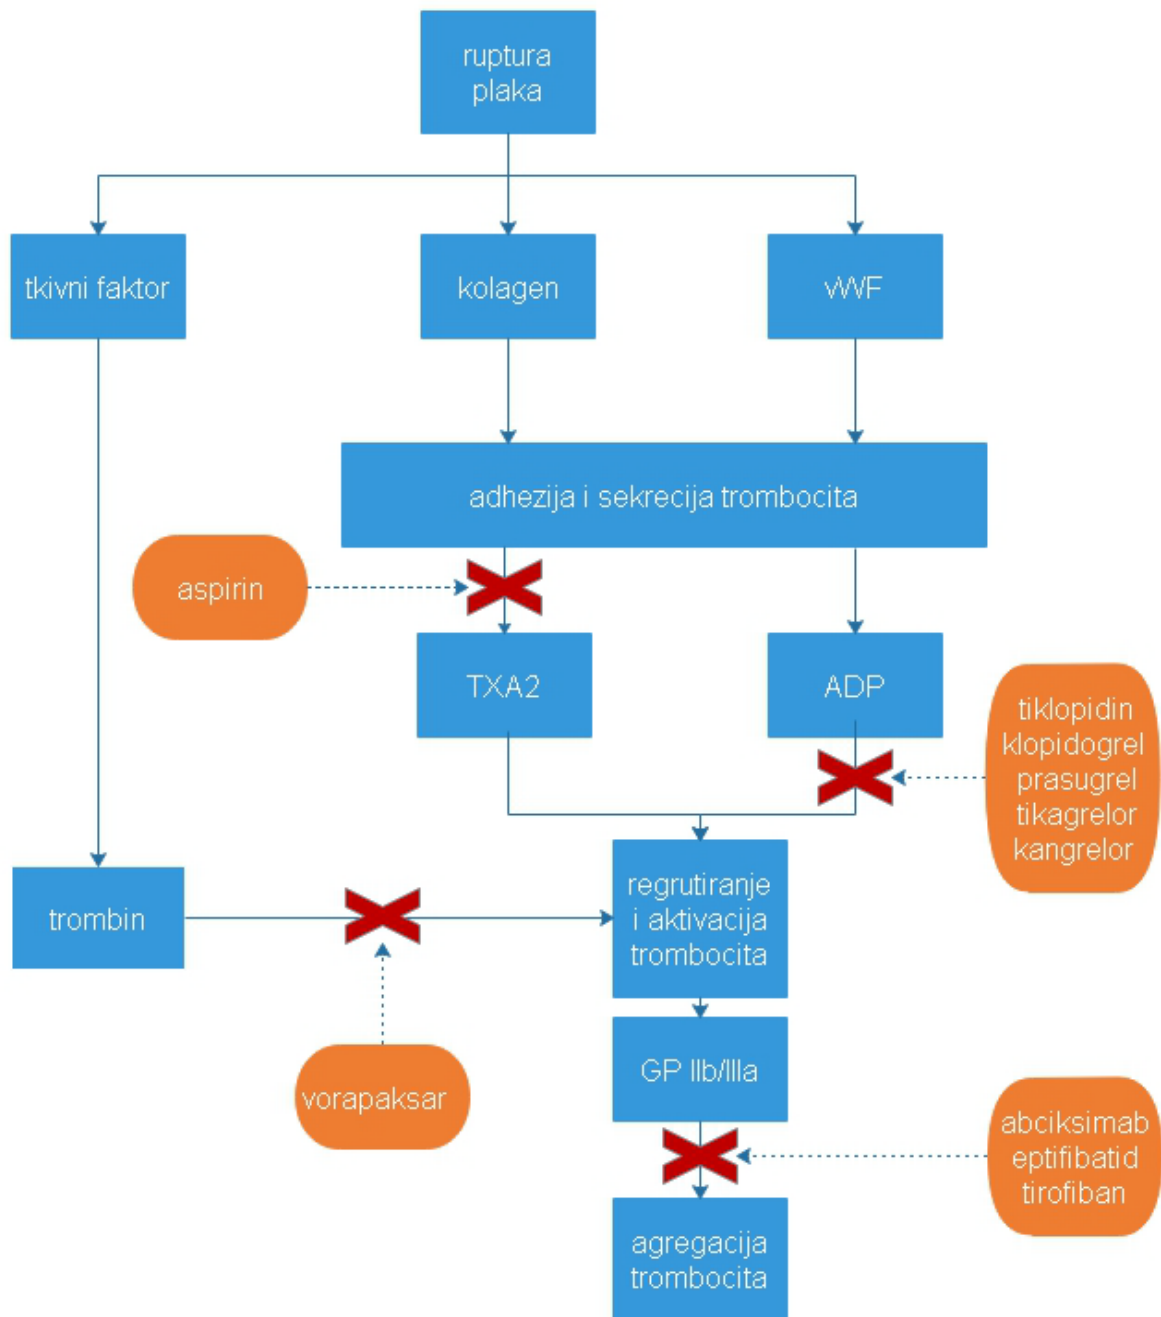 ruptura
plaka
tkivni faktor
kolagen
vWF
adhezija i sekrecija trombocita
aspirin
TXA2
ADP
tiklopidin
klopidogrel
prasugrel
tikagrelor
kangrelor
trombin
regrutiranje
i aktivacija
trombocita
vorapaksar
GP IIb/IIIa
abciksimab
eptifibatid
tirofiban
agregacija
trombocita